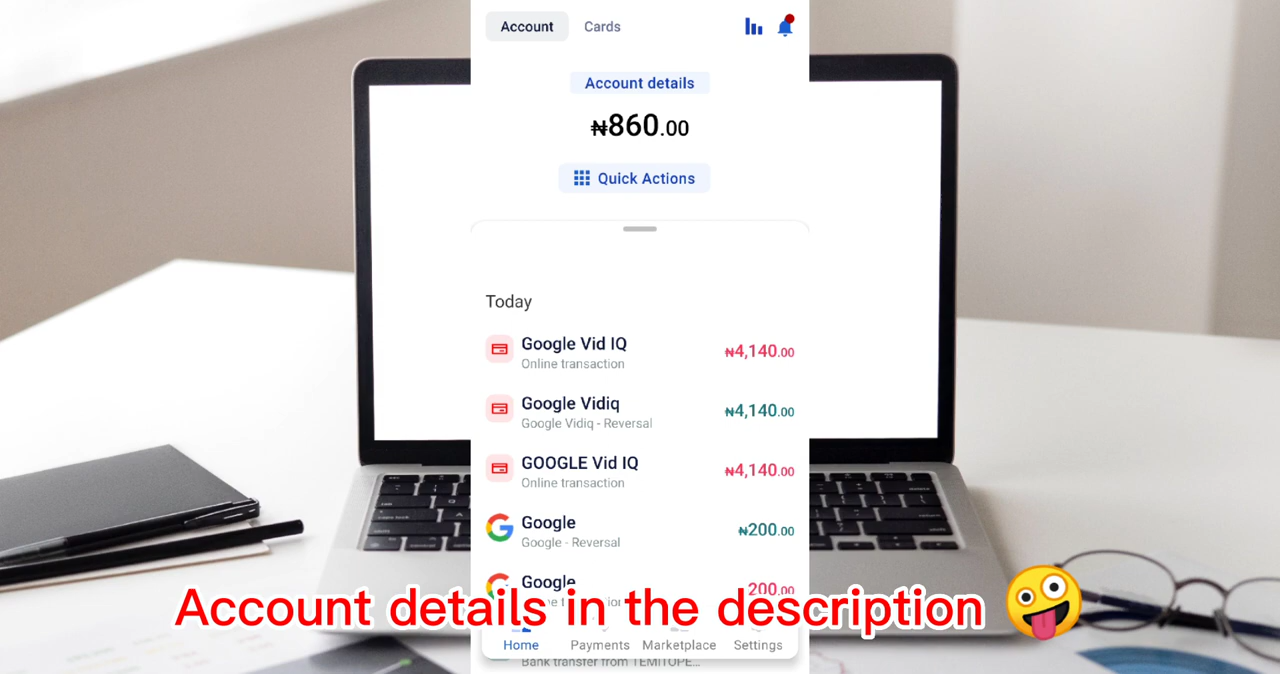 Account Cards
Account details
₦860.00
Quick Actions
Today
Google Vid IQ
Online transaction
₦4,140.00
Google Vidiq
Google Vidiq - Reversal
₦4,140.00
GOOGLE Vid IQ
Online transaction
₦4,140.00
Google
Google - Reversal
₦200.00
Google
200.00
Account details in the description 🤪
Home Payments Marketplace Settings
Bank transfer from TEMITOPE...